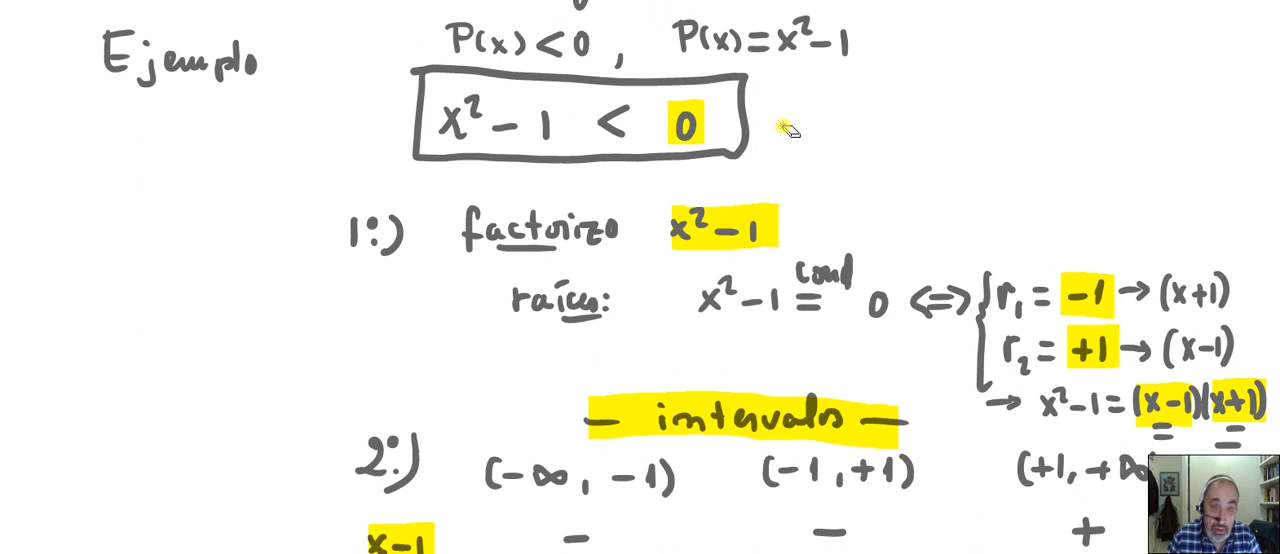 Ejemplo P(x) < 0 , P(x) = x² - 1
x² - 1 < 0
1º.) factorizo x² - 1
raíces: x² - 1 =cond 0 ⇔ { r₁ = -1 → (x+1)
r₂ = +1 → (x-1)
→ x² - 1 = (x-1)(x+1)
— intervalos —
2º.) (-∞, -1) (-1, +1) (+1, +∞
x-1 - - +